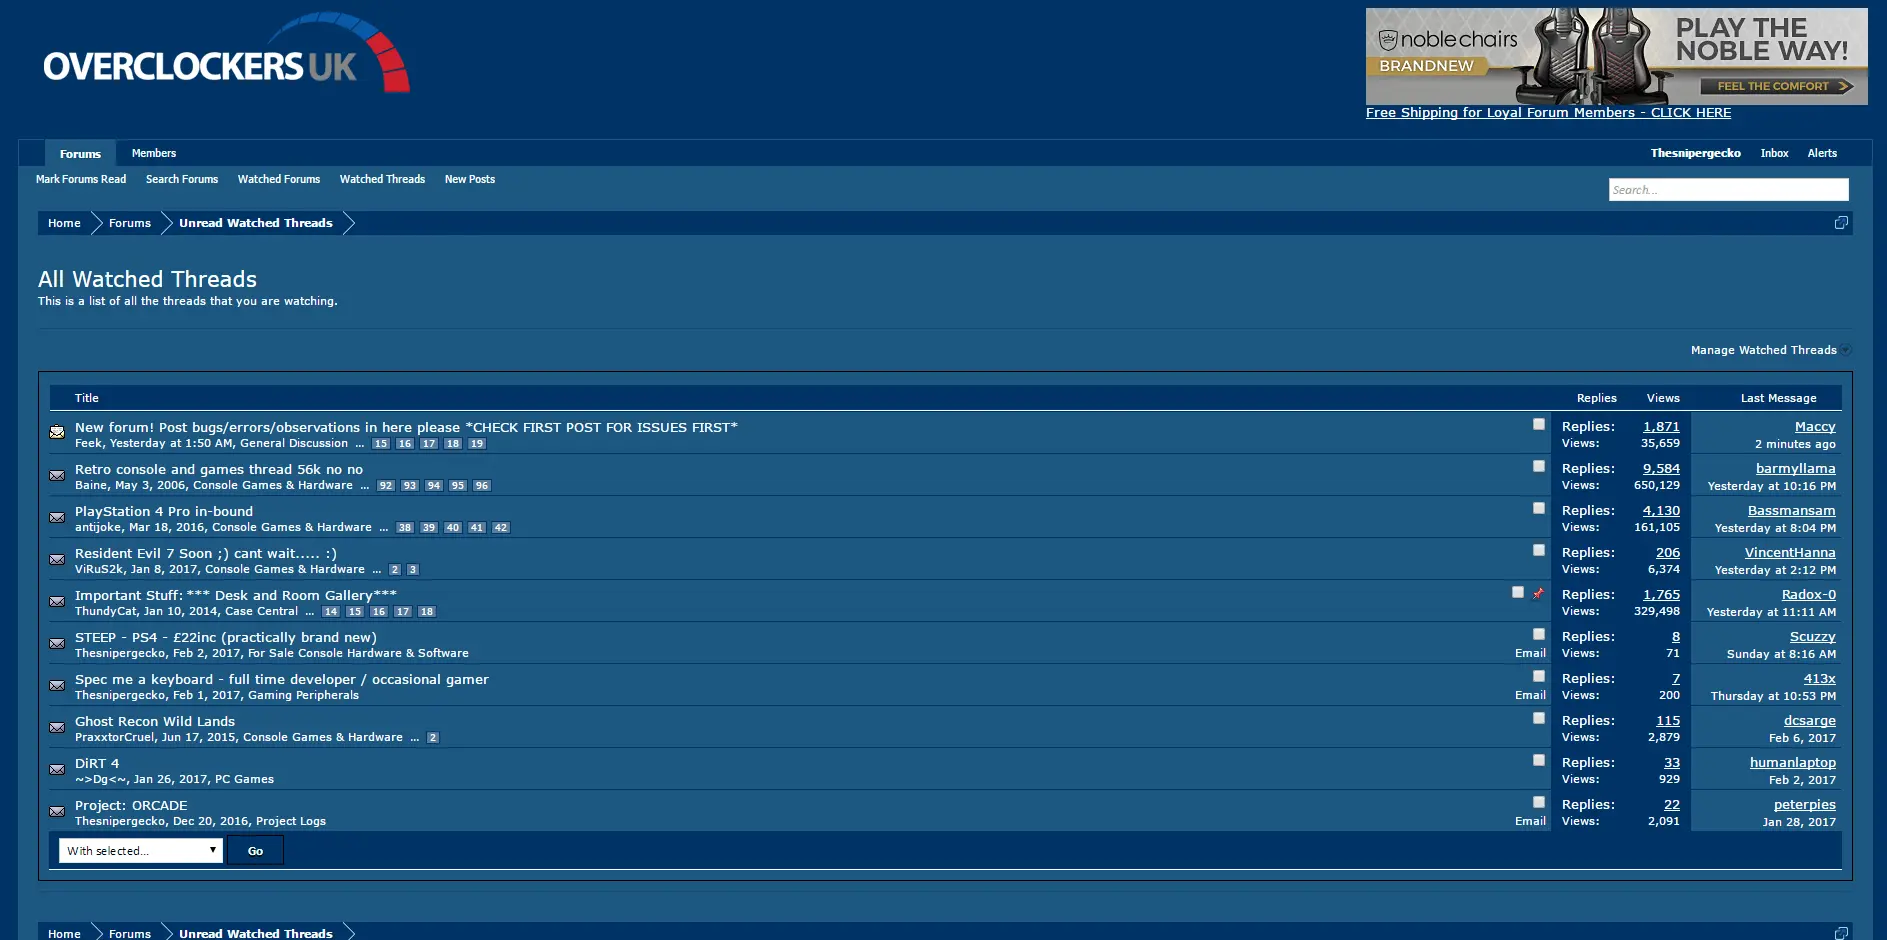 OVERCLOCKERS UK
noblechairs
BRANDNEW
PLAY THE
NOBLE WAY!
FEEL THE COMFORT
Free Shipping for Loyal Forum Members - CLICK HERE
Forums Members Thesnipergecko Inbox Alerts
Mark Forums Read Search Forums Watched Forums Watched Threads New Posts
Search...
Home Forums Unread Watched Threads
All Watched Threads
This is a list of all the threads that you are watching.
Manage Watched Threads
Title Replies Views Last Message
New forum! Post bugs/errors/observations in here please *CHECK FIRST POST FOR ISSUES FIRST* Replies: 1,871 Maccy
Feek, Yesterday at 1:50 AM, General Discussion ... 15 16 17 18 19 Views: 35,659 2 minutes ago
Retro console and games thread 56k no no Replies: 9,584 barmyllama
Baine, May 3, 2006, Console Games & Hardware ... 92 93 94 95 96 Views: 650,129 Yesterday at 10:16 PM
PlayStation 4 Pro in-bound Replies: 4,130 Bassmansam
antijoke, Mar 18, 2016, Console Games & Hardware ... 38 39 40 41 42 Views: 161,105 Yesterday at 8:04 PM
Resident Evil 7 Soon ;) cant wait..... :) Replies: 206 VincentHanna
ViRuS2k, Jan 8, 2017, Console Games & Hardware ... 2 3 Views: 6,374 Yesterday at 2:12 PM
Important Stuff: *** Desk and Room Gallery*** Replies: 1,765 Radox-0
ThundyCat, Jan 10, 2014, Case Central ... 14 15 16 17 18 Views: 329,498 Yesterday at 11:11 AM
STEEP - PS4 - £22inc (practically brand new) Replies: 8 Scuzzy
Thesnipergecko, Feb 2, 2017, For Sale Console Hardware & Software Email Views: 71 Sunday at 8:16 AM
Spec me a keyboard - full time developer / occasional gamer Replies: 7 413x
Thesnipergecko, Feb 1, 2017, Gaming Peripherals Email Views: 200 Thursday at 10:53 PM
Ghost Recon Wild Lands Replies: 115 dcsarge
PraxxtorCruel, Jun 17, 2015, Console Games & Hardware ... 2 Views: 2,879 Feb 6, 2017
DiRT 4 Replies: 33 humanlaptop
~>Dg<~, Jan 26, 2017, PC Games Views: 929 Feb 2, 2017
Project: ORCADE Replies: 22 peterpies
Thesnipergecko, Dec 20, 2016, Project Logs Email Views: 2,091 Jan 28, 2017
With selected... Go
Home Forums Unread Watched Threads